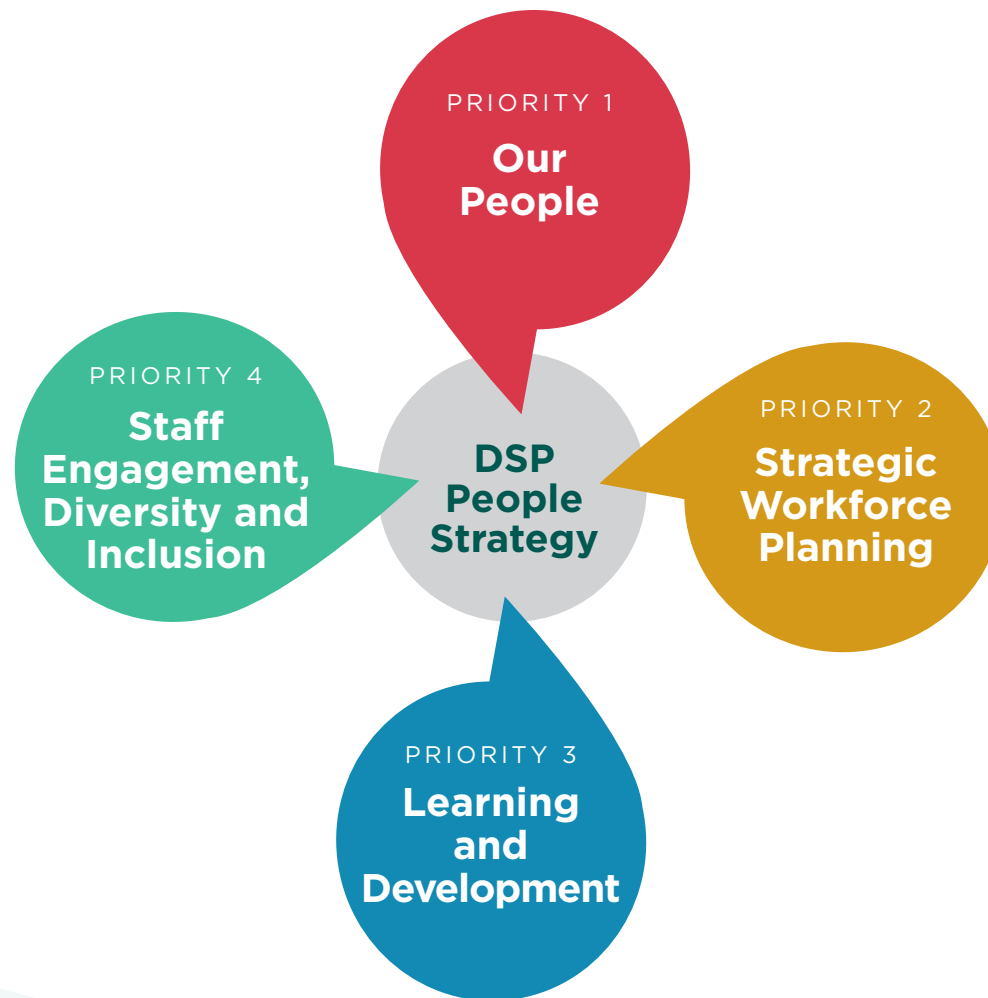 PRIORITY 1
Our
People
PRIORITY 4
Staff
Engagement,
Diversity and
Inclusion
DSP
People
Strategy
PRIORITY 2
Strategic
Workforce
Planning
PRIORITY 3
Learning
and
Development